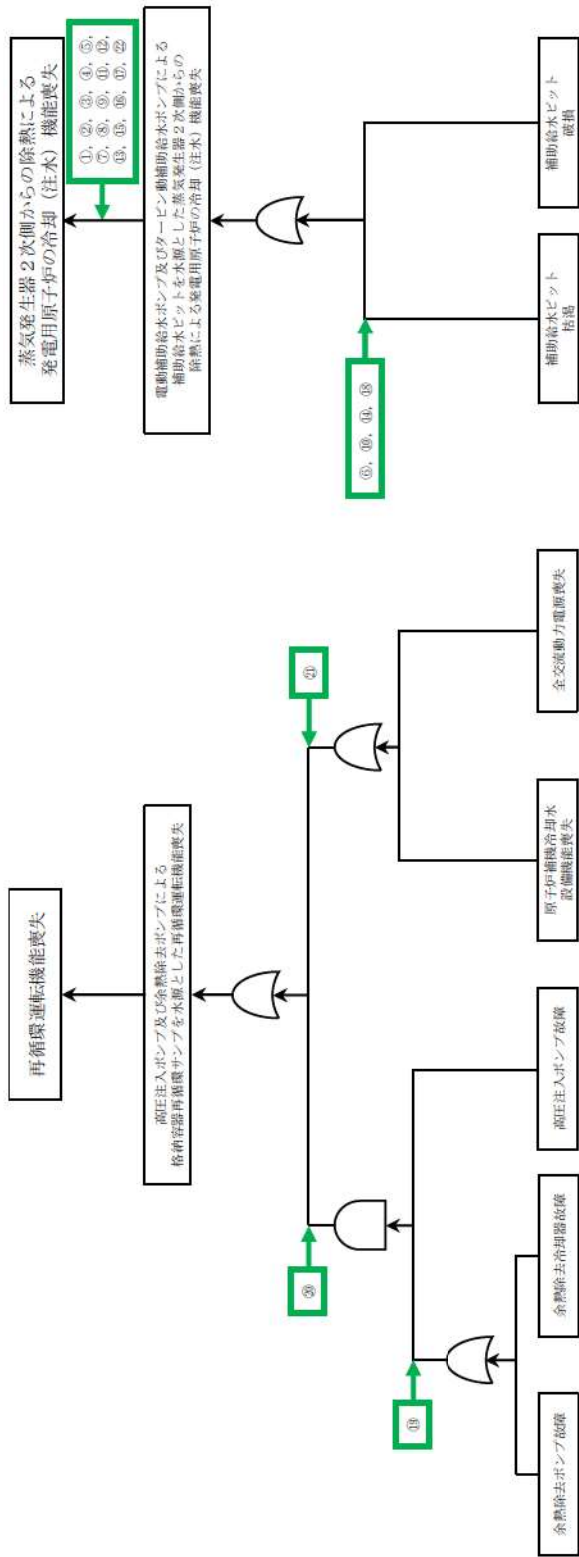 再循環運転機能喪失
高圧注入ポンプ及び余熱除去ポンプによる
格納容器再循環サンプを水源とした再循環運転機能喪失
⑳
㉑
⑲
余熱除去ポンプ故障
余熱除去冷却器故障
高圧注入ポンプ故障
原子炉補機冷却水
設備機能喪失
全交流動力電源喪失
蒸気発生器2次側からの除熱による
発電用原子炉の冷却（注水）機能喪失
①, ②, ③, ④, ⑤,
⑦, ⑧, ⑨, ⑪, ⑫,
⑬, ⑮, ⑯, ⑰, ㉒
電動補助給水ポンプ及びタービン動補助給水ポンプによる
補助給水ピットを水源とした蒸気発生器2次側からの
除熱による発電用原子炉の冷却（注水）機能喪失
⑥, ⑩, ⑭, ⑱
補助給水ピット
枯渇
補助給水ピット
破損